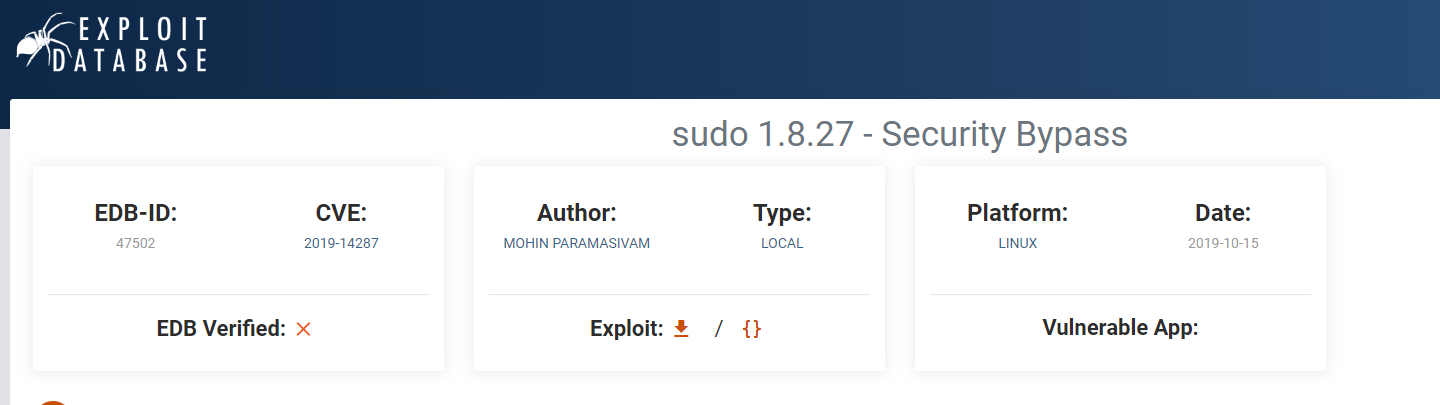 EXPLOIT
DATABASE
sudo 1.8.27 - Security Bypass
EDB-ID:
47502
CVE:
2019-14287
EDB Verified:
Author:
MOHIN PARAMASIVAM
Type:
LOCAL
Exploit: / {}
Platform:
LINUX
Date:
2019-10-15
Vulnerable App: